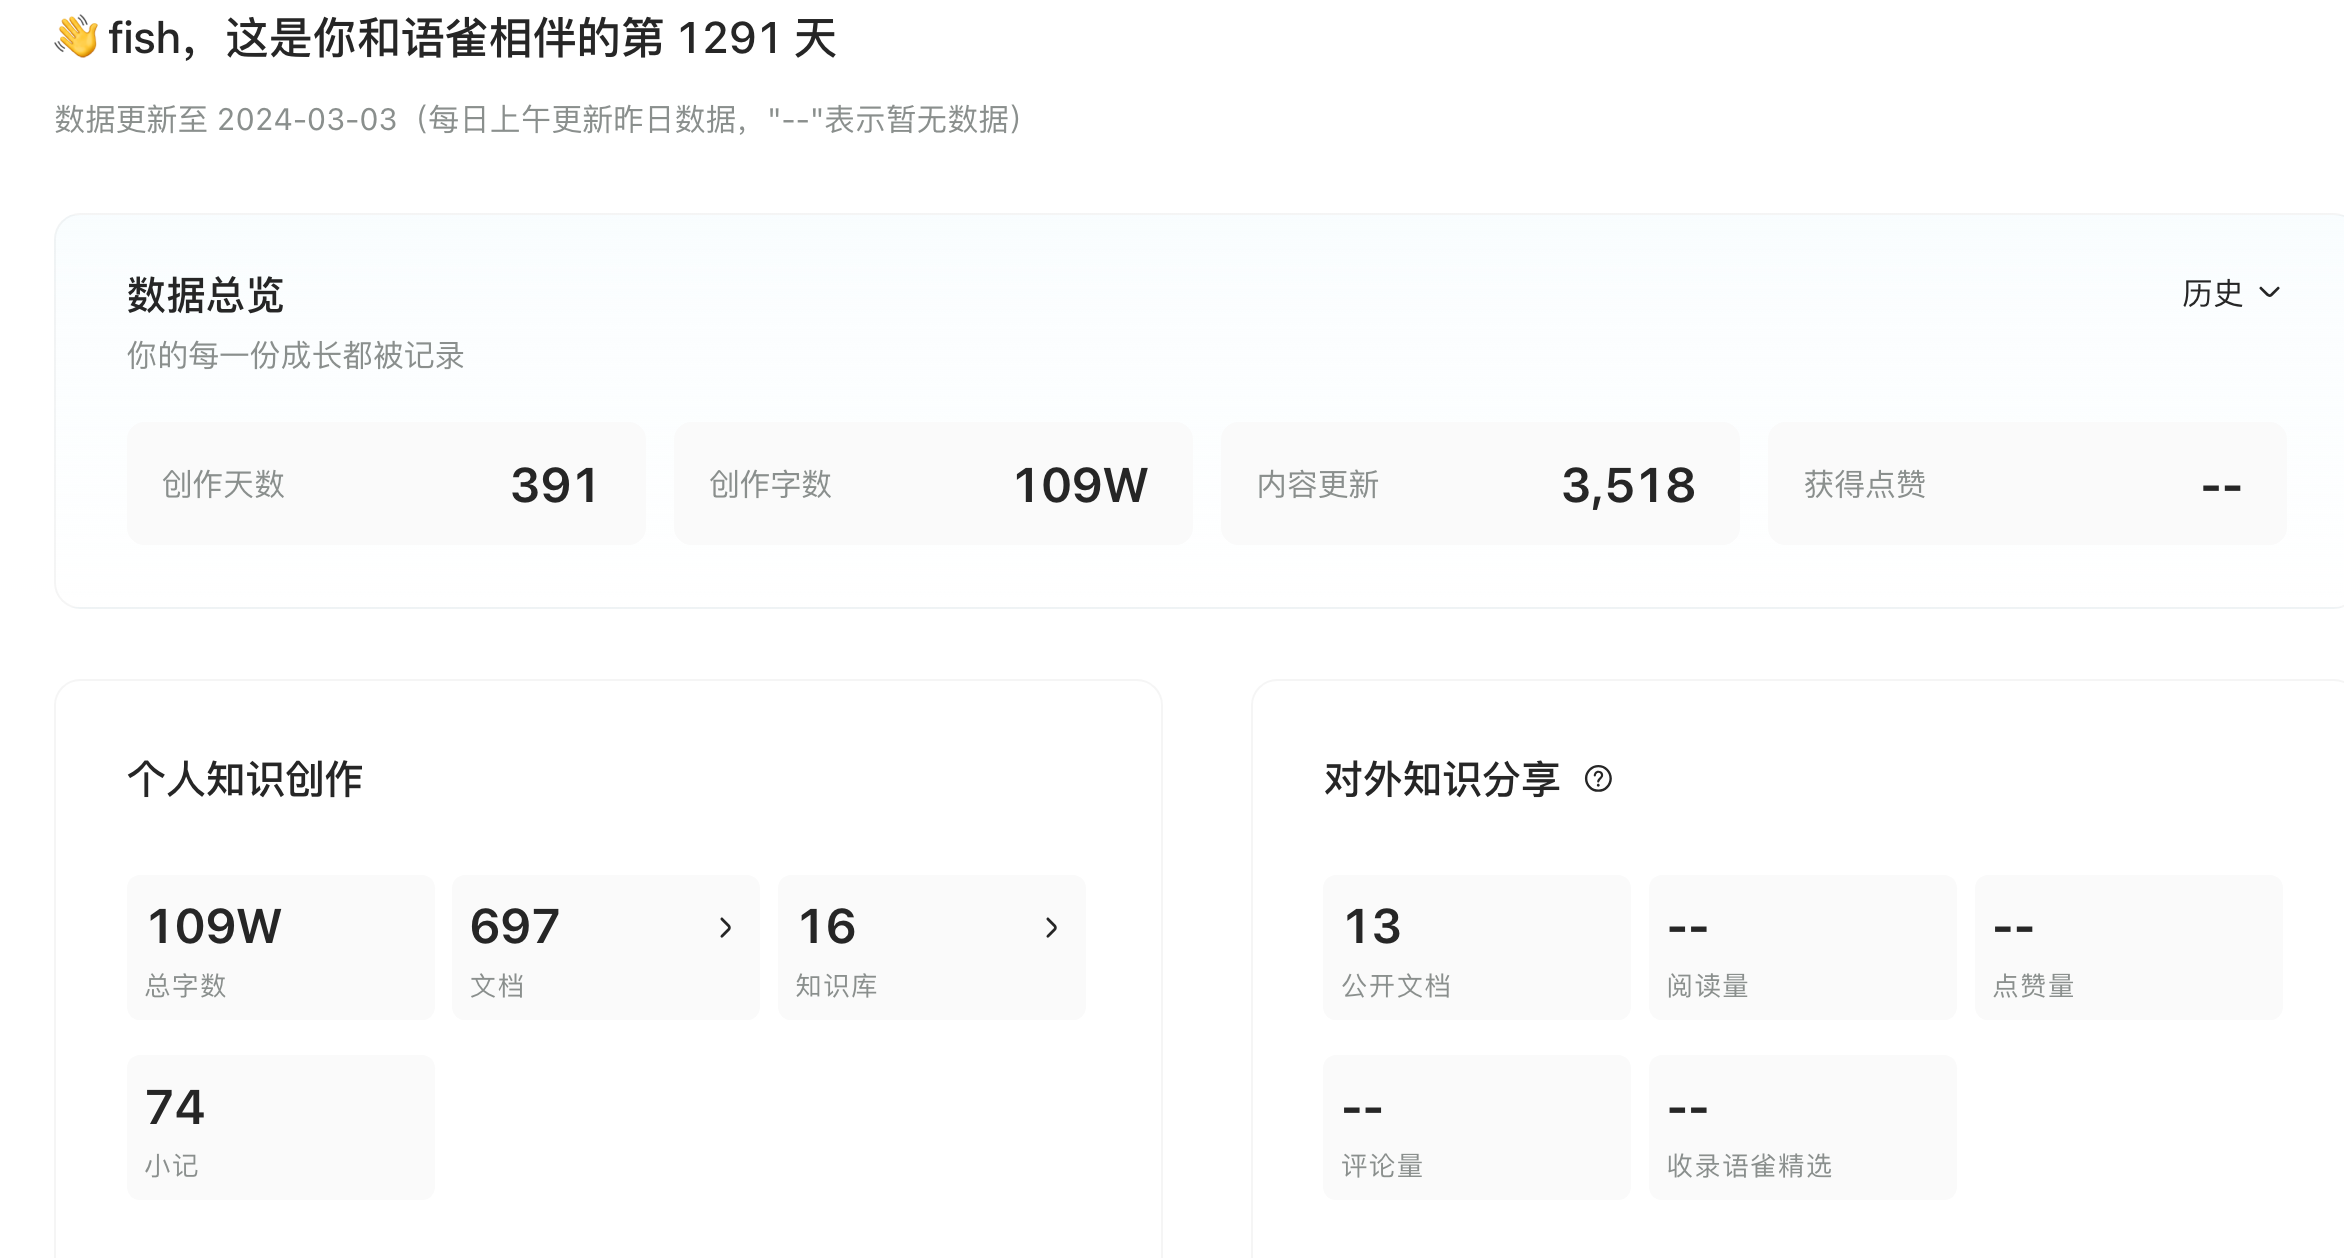 👋 fish，这是你和语雀相伴的第 1291 天
数据更新至 2024-03-03（每日上午更新昨日数据，"--"表示暂无数据）
数据总览
历史
你的每一份成长都被记录
创作天数 391
创作字数 109W
内容更新 3,518
获得点赞 --
个人知识创作
109W
总字数
697
文档
16
知识库
74
小记
对外知识分享
13
公开文档
--
阅读量
--
点赞量
--
评论量
--
收录语雀精选